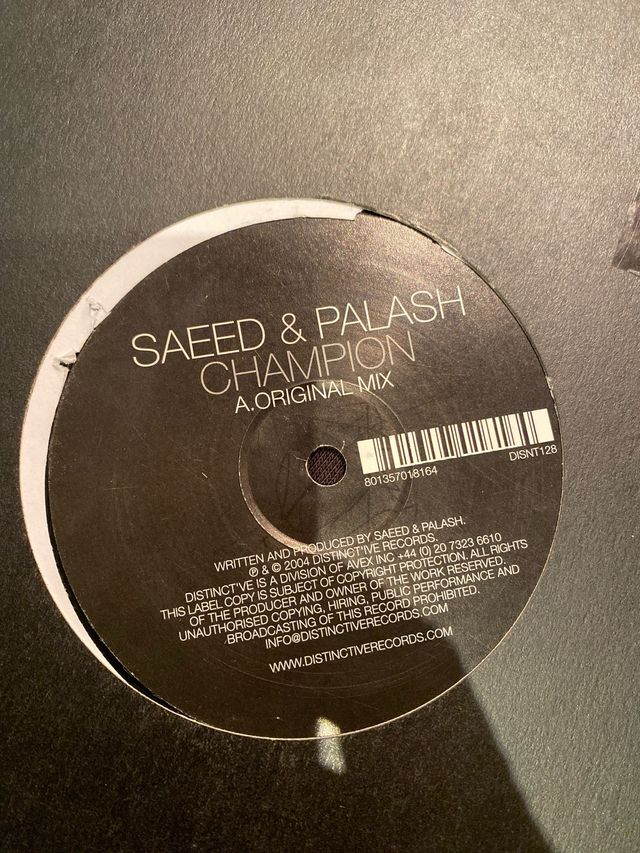 SAEED & PALASH
CHAMPION
A.ORIGINAL MIX
801357018164
DISNT128
WRITTEN AND PRODUCED BY SAEED & PALASH.
℗ & © 2004 DISTINCT'VE RECORDS.
DISTINCT'VE IS A DIVISION OF AVEX INC +44 (0) 20 7323 6610
THIS LABEL COPY IS SUBJECT OF COPYRIGHT PROTECTION. ALL RIGHTS
OF THE PRODUCER AND OWNER OF THE WORK RESERVED.
UNAUTHORISED COPYING, HIRING, PUBLIC PERFORMANCE AND
BROADCASTING OF THIS RECORD PROHIBITED.
INFO@DISTINCTIVERECORDS.COM
WWW.DISTINCTIVERECORDS.COM